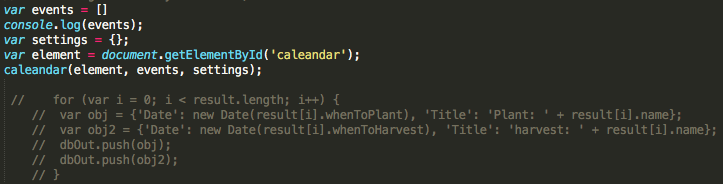 var events = []
console.log(events);
var settings = {};
var element = document.getElementById('caleandar');
caleandar(element, events, settings);
//    for (var i = 0; i < result.length; i++) {
//  var obj = {'Date': new Date(result[i].whenToPlant), 'Title': 'Plant: ' + result[i].name};
//  var obj2 = {'Date': new Date(result[i].whenToHarvest), 'Title': 'harvest: ' + result[i].name};
//  dbOut.push(obj);
//  dbOut.push(obj2);
// }